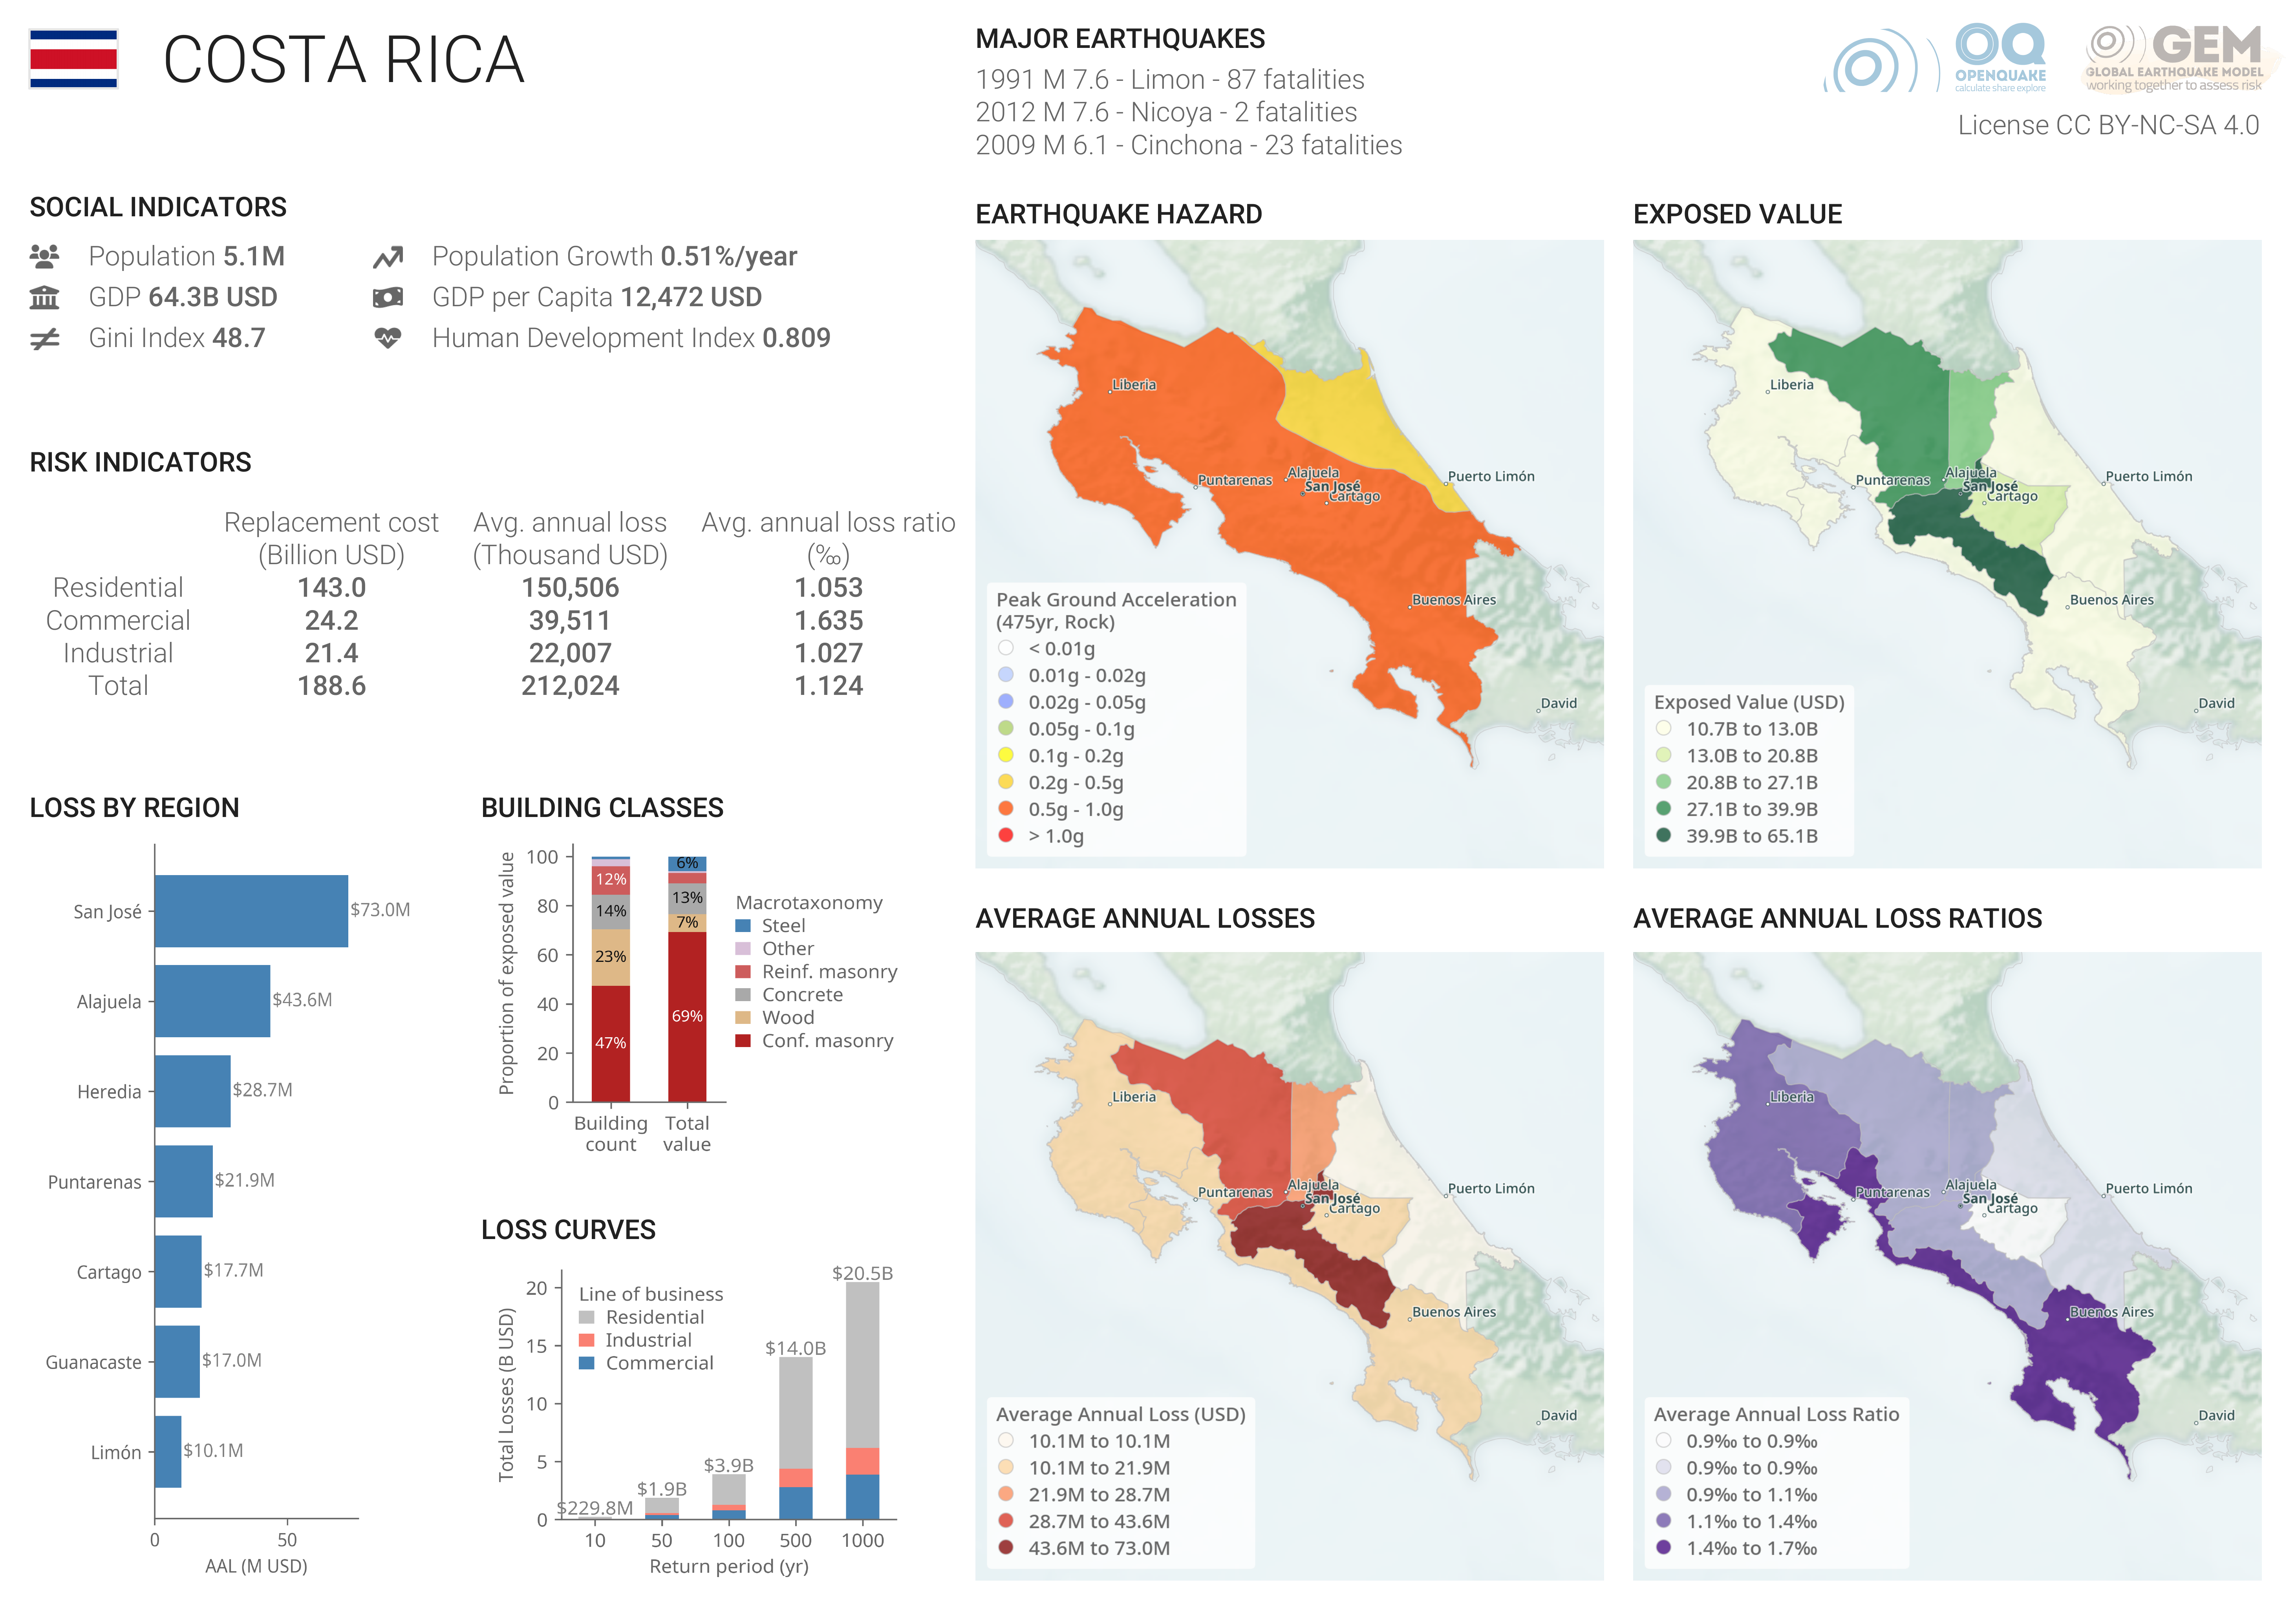 COSTA RICA
MAJOR EARTHQUAKES
1991 M 7.6 - Limon - 87 fatalities
2012 M 7.6 - Nicoya - 2 fatalities
2009 M 6.1 - Cinchona - 23 fatalities
OQ
OPENQUAKE
calculate share explore
GEM
GLOBAL EARTHQUAKE MODEL
working together to assess risk
License CC BY-NC-SA 4.0
SOCIAL INDICATORS
Population 5.1M
Population Growth 0.51%/year
GDP 64.3B USD
GDP per Capita 12,472 USD
Gini Index 48.7
Human Development Index 0.809
RISK INDICATORS
Replacement cost Avg. annual loss Avg. annual loss ratio
(Billion USD) (Thousand USD) (‰)
Residential 143.0 150,506 1.053
Commercial 24.2 39,511 1.635
Industrial 21.4 22,007 1.027
Total 188.6 212,024 1.124
LOSS BY REGION
San José $73.0M
Alajuela $43.6M
Heredia $28.7M
Puntarenas $21.9M
Cartago $17.7M
Guanacaste $17.0M
Limón $10.1M
0 50
AAL (M USD)
BUILDING CLASSES
Proportion of exposed value
100
80
60
40
20
0
12%
14%
23%
47%
6%
13%
7%
69%
Building count
Total value
Macrotaxonomy
Steel
Other
Reinf. masonry
Concrete
Wood
Conf. masonry
LOSS CURVES
Total Losses (B USD)
20
15
10
5
0
Line of business
Residential
Industrial
Commercial
$229.8M
$1.9B
$3.9B
$14.0B
$20.5B
10 50 100 500 1000
Return period (yr)
EARTHQUAKE HAZARD
Liberia
Puntarenas
Alajuela
San José
Cartago
Puerto Limón
Buenos Aires
David
Peak Ground Acceleration
(475yr, Rock)
< 0.01g
0.01g - 0.02g
0.02g - 0.05g
0.05g - 0.1g
0.1g - 0.2g
0.2g - 0.5g
0.5g - 1.0g
> 1.0g
EXPOSED VALUE
Liberia
Puntarenas
Alajuela
San José
Cartago
Puerto Limón
Buenos Aires
David
Exposed Value (USD)
10.7B to 13.0B
13.0B to 20.8B
20.8B to 27.1B
27.1B to 39.9B
39.9B to 65.1B
AVERAGE ANNUAL LOSSES
Liberia
Puntarenas
Alajuela
San José
Cartago
Puerto Limón
Buenos Aires
David
Average Annual Loss (USD)
10.1M to 10.1M
10.1M to 21.9M
21.9M to 28.7M
28.7M to 43.6M
43.6M to 73.0M
AVERAGE ANNUAL LOSS RATIOS
Liberia
Puntarenas
Alajuela
San José
Cartago
Puerto Limón
Buenos Aires
David
Average Annual Loss Ratio
0.9‰ to 0.9‰
0.9‰ to 0.9‰
0.9‰ to 1.1‰
1.1‰ to 1.4‰
1.4‰ to 1.7‰